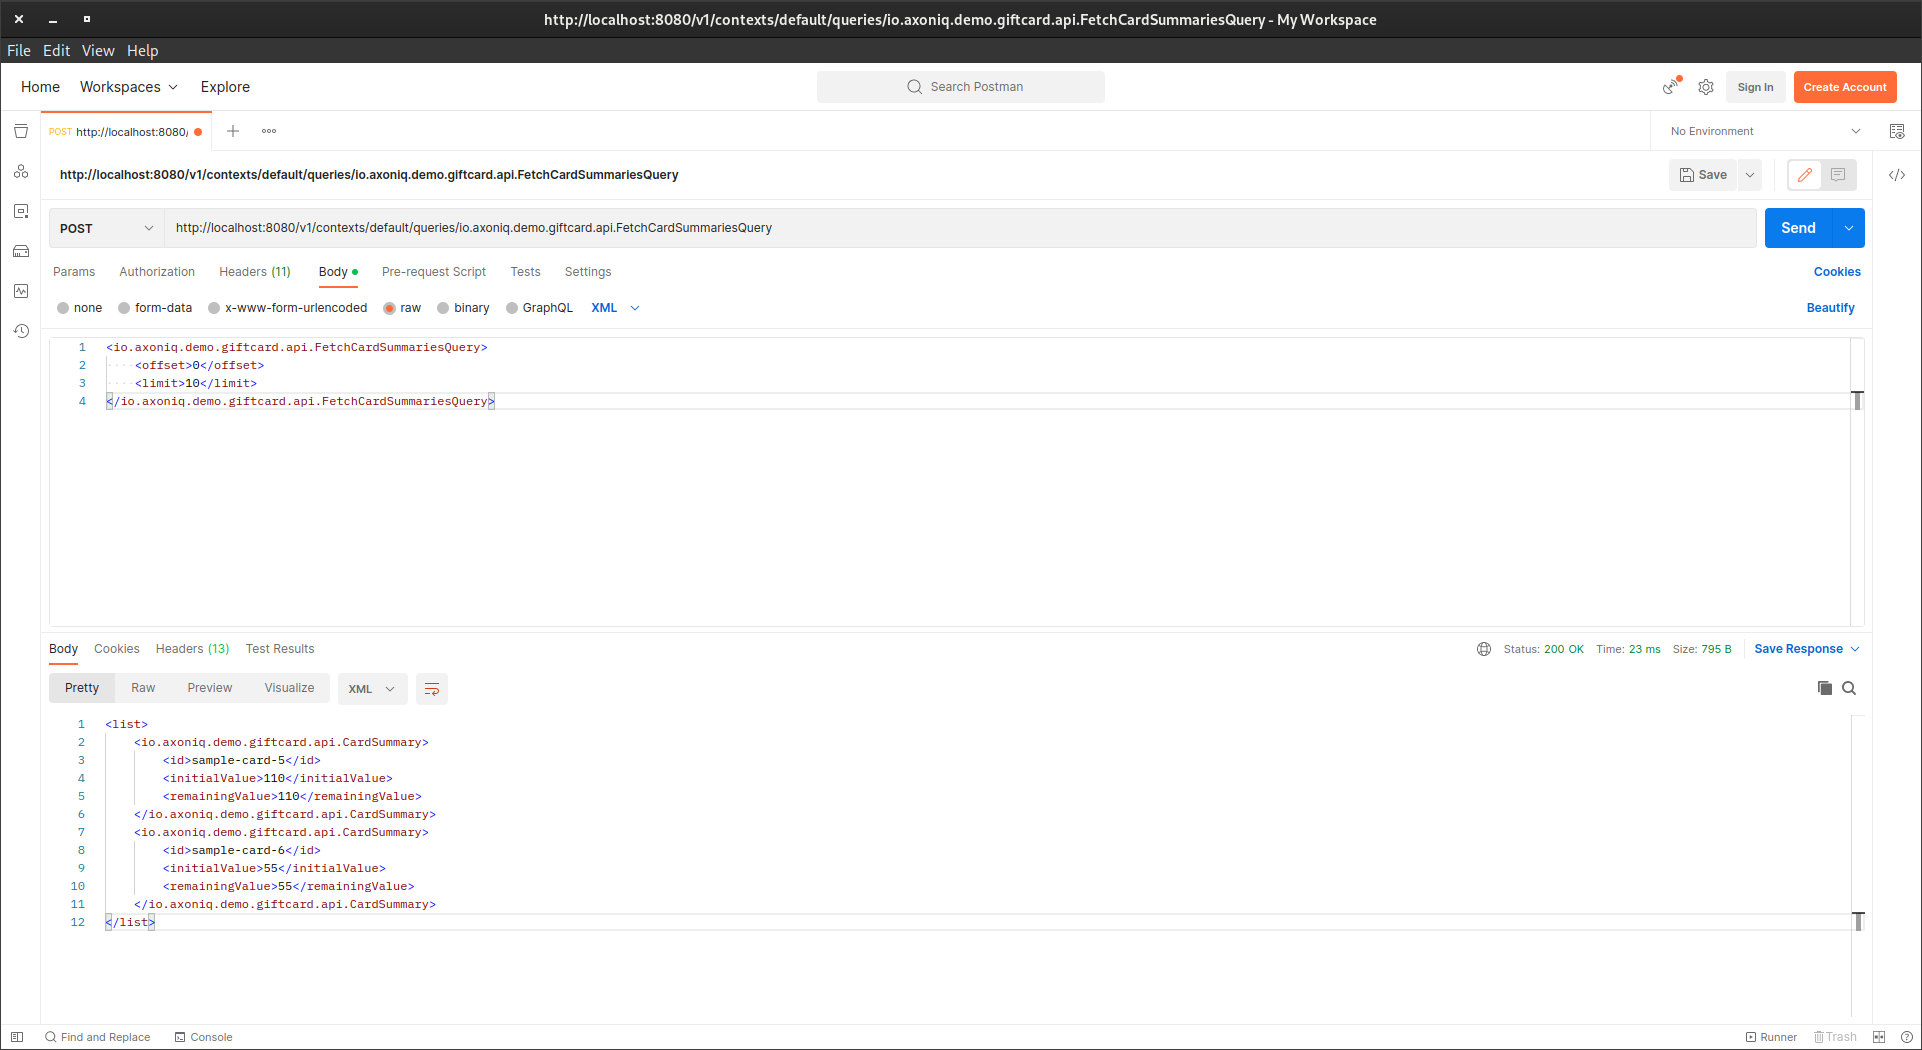 http://localhost:8080/v1/contexts/default/queries/io.axoniq.demo.giftcard.api.FetchCardSummariesQuery - My Workspace
File Edit View Help
Home Workspaces Explore Search Postman Sign In Create Account
POST http://localhost:8080/ No Environment
http://localhost:8080/v1/contexts/default/queries/io.axoniq.demo.giftcard.api.FetchCardSummariesQuery Save
POST http://localhost:8080/v1/contexts/default/queries/io.axoniq.demo.giftcard.api.FetchCardSummariesQuery Send
Params Authorization Headers (11) Body Pre-request Script Tests Settings Cookies
none form-data x-www-form-urlencoded raw binary GraphQL XML Beautify
1 <io.axoniq.demo.giftcard.api.FetchCardSummariesQuery>
2 <offset>0</offset>
3 <limit>10</limit>
4 </io.axoniq.demo.giftcard.api.FetchCardSummariesQuery>
Body Cookies Headers (13) Test Results Status: 200 OK Time: 23 ms Size: 795 B Save Response
Pretty Raw Preview Visualize XML
1 <list>
2 <io.axoniq.demo.giftcard.api.CardSummary>
3 <id>sample-card-5</id>
4 <initialValue>110</initialValue>
5 <remainingValue>110</remainingValue>
6 </io.axoniq.demo.giftcard.api.CardSummary>
7 <io.axoniq.demo.giftcard.api.CardSummary>
8 <id>sample-card-6</id>
9 <initialValue>55</initialValue>
10 <remainingValue>55</remainingValue>
11 </io.axoniq.demo.giftcard.api.CardSummary>
12 </list>
Find and Replace Console Runner Trash